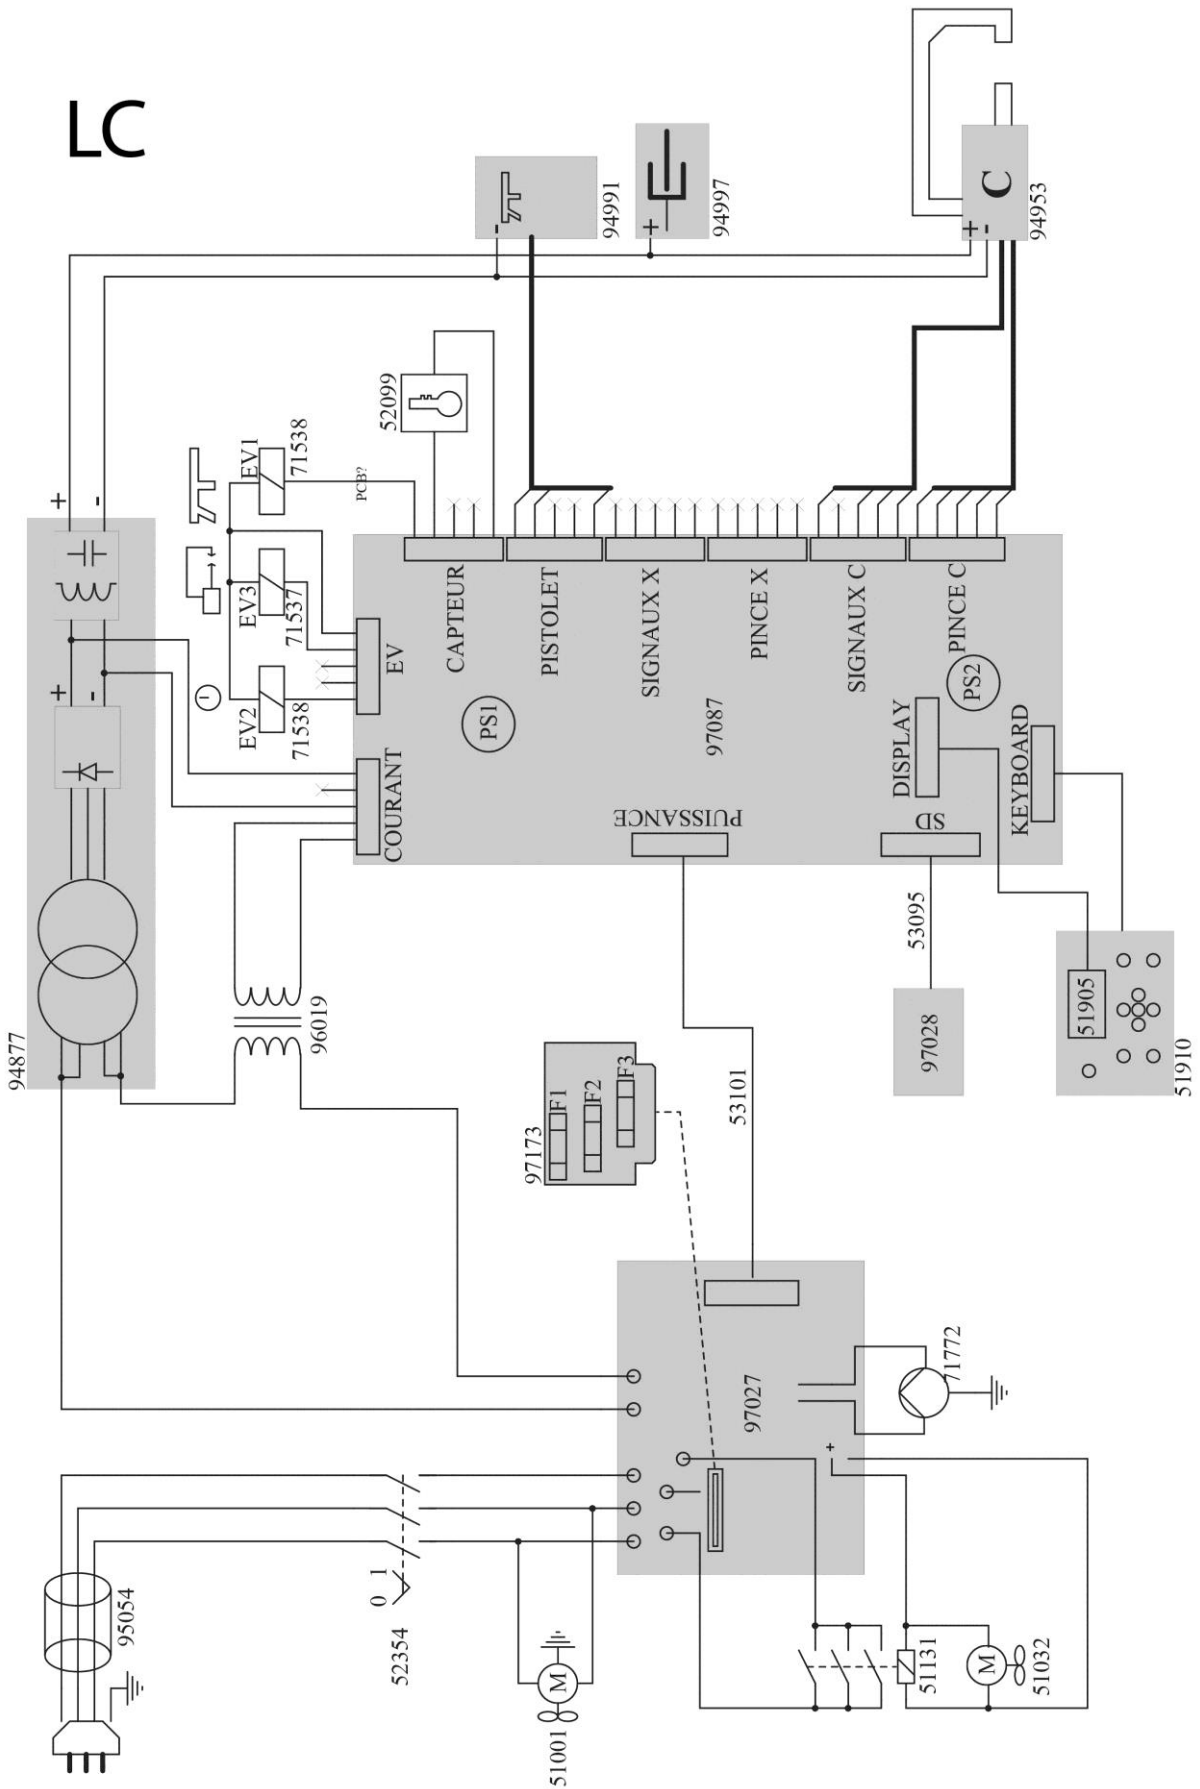 LC
94991
94997
C
94953
+ -
+
-
+
-
52099
EV1
71538
PCB?
EV3
71537
EV2
71538
+
-
+
-
94877
CAPTEUR
PISTOLET
SIGNAUX X
PINCE X
SIGNAUX C
PINCE C
EV
PS1
PS2
97087
COURANT
PUISSANCE
DISPLAY
SD
KEYBOARD
96019
53095
97028
51905
51910
97173
F1
F2
F3
53101
97027
71772
+
95054
0 1
52354
M
51001
51131
M
51032